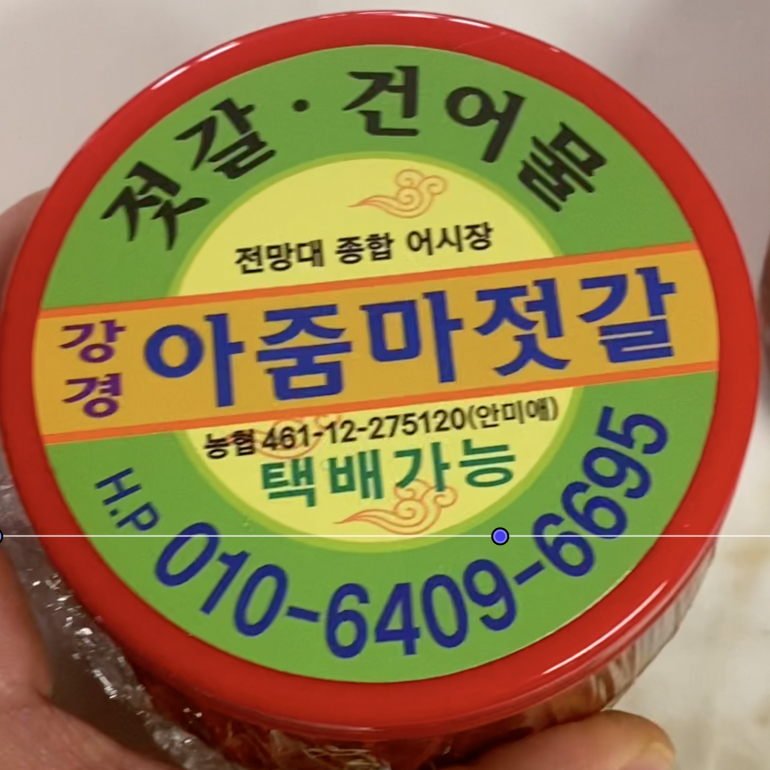 젓갈·건어물
전망대 종합 어시장
강경 아줌마젓갈
농협 461-12-275120(안미애)
택배가능
H.P 010-6409-6695